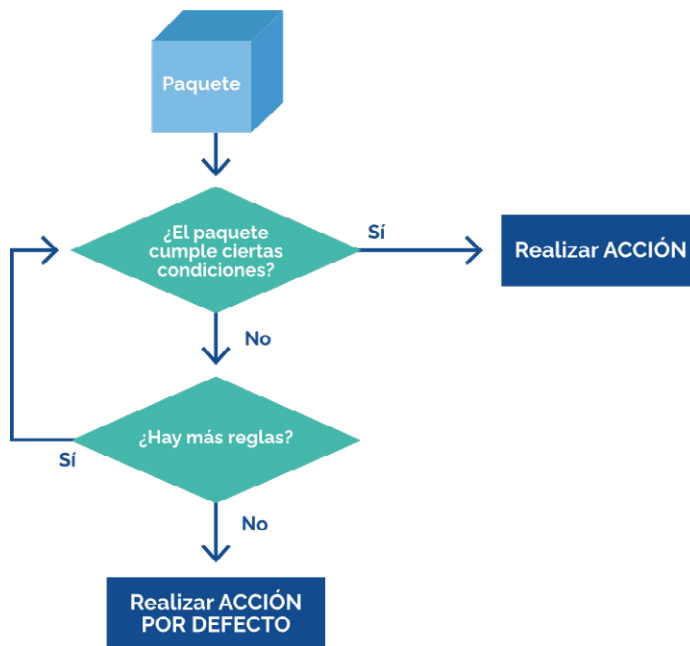 Paquete
¿El paquete
cumple ciertas
condiciones?
Sí
Realizar ACCIÓN
No
¿Hay más reglas?
Sí
No
Realizar ACCIÓN
POR DEFECTO